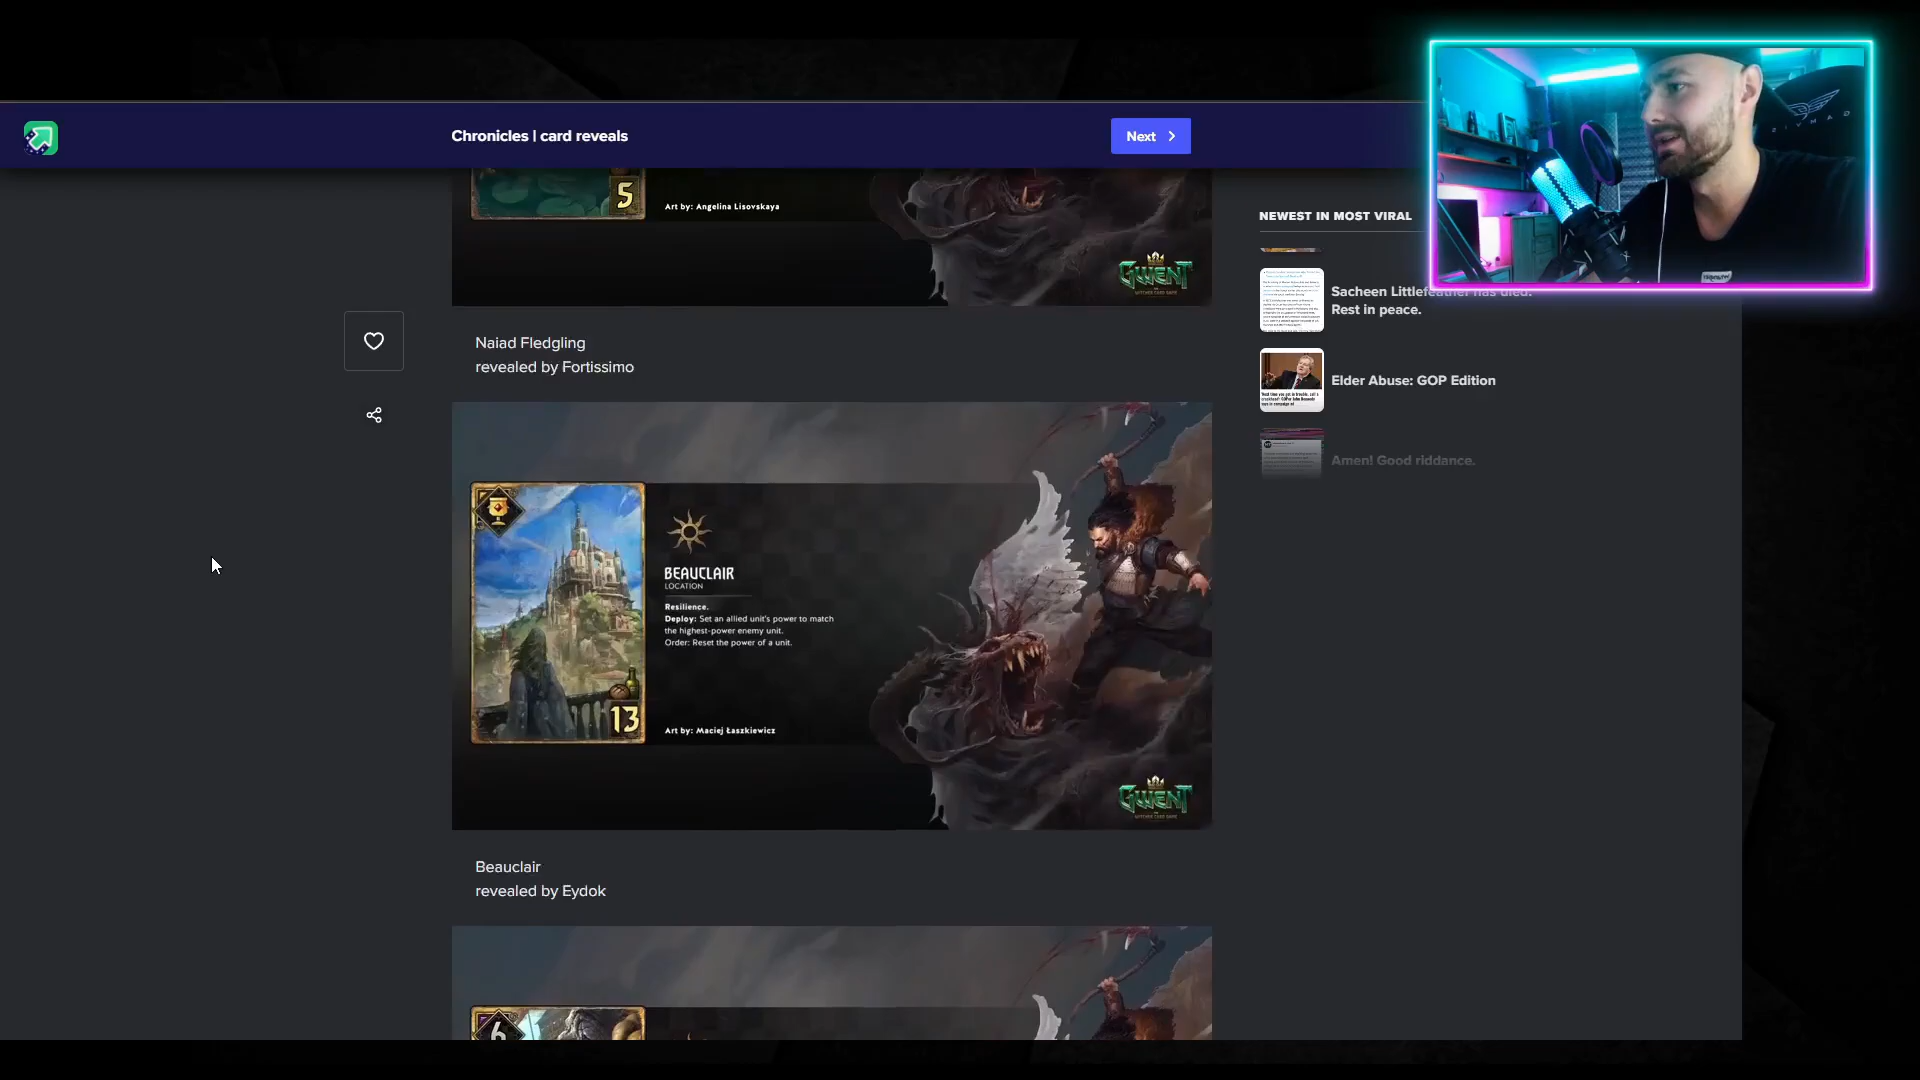 Chronicles | card reveals
Next
5
Art by: Angelina Lisovskaya
GWENT
Naiad Fledgling
revealed by Fortissimo
BEAUCLAIR
LOCATION
Resilience.
Deploy: Set an allied unit's power to match
the highest-power enemy unit.
Order: Reset the power of a unit.
13
Art by: Maciej Łaszkiewicz
GWENT
Beauclair
revealed by Eydok
6
NEWEST IN MOST VIRAL
Sacheen Littlefeather has died.
Rest in peace.
Elder Abuse: GOP Edition
Amen! Good riddance.